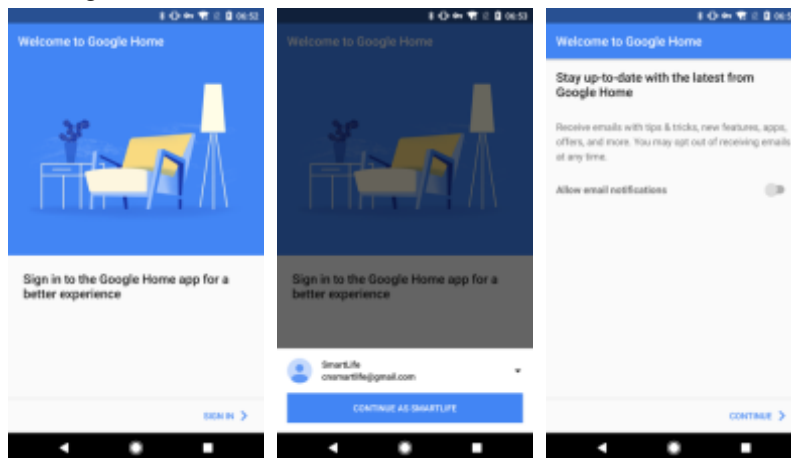 06:52
Welcome to Google Home
Sign in to the Google Home app for a
better experience
SIGN IN
06:53
Welcome to Google Home
Sign in to the Google Home app for a
better experience
SmartLife
cnsmartlife@gmail.com
CONTINUE AS SMARTLIFE
Welcome to Google Home
Stay up-to-date with the latest from
Google Home
Receive emails with tips & tricks, new features, apps,
offers, and more. You may opt out of receiving emails
at any time.
Allow email notifications
CONTINUE